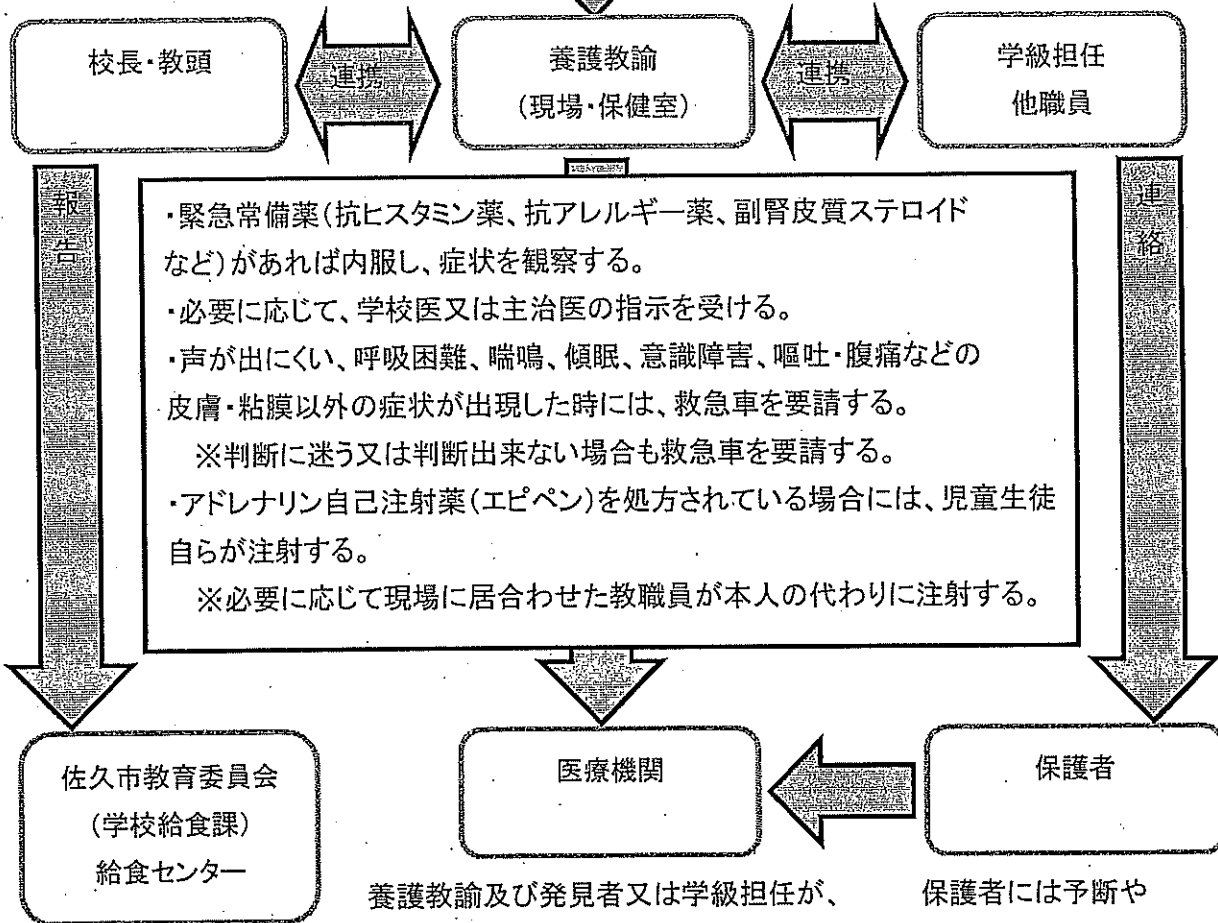 校長・教頭
連携
養護教諭
(現場・保健室)
連携
学級担任
他職員
報告
・緊急常備薬(抗ヒスタミン薬、抗アレルギー薬、副腎皮質ステロイド
など)があれば内服し、症状を観察する。
・必要に応じて、学校医又は主治医の指示を受ける。
・声が出にくい、呼吸困難、喘鳴、傾眠、意識障害、嘔吐・腹痛などの
皮膚・粘膜以外の症状が出現した時には、救急車を要請する。
※判断に迷う又は判断出来ない場合も救急車を要請する。
・アドレナリン自己注射薬(エピペン)を処方されている場合には、児童生徒
自らが注射する。
※必要に応じて現場に居合わせた教職員が本人の代わりに注射する。
連絡
佐久市教育委員会
(学校給食課)
給食センター
医療機関
保護者
養護教諭及び発見者又は学級担任が、
保護者には予断や